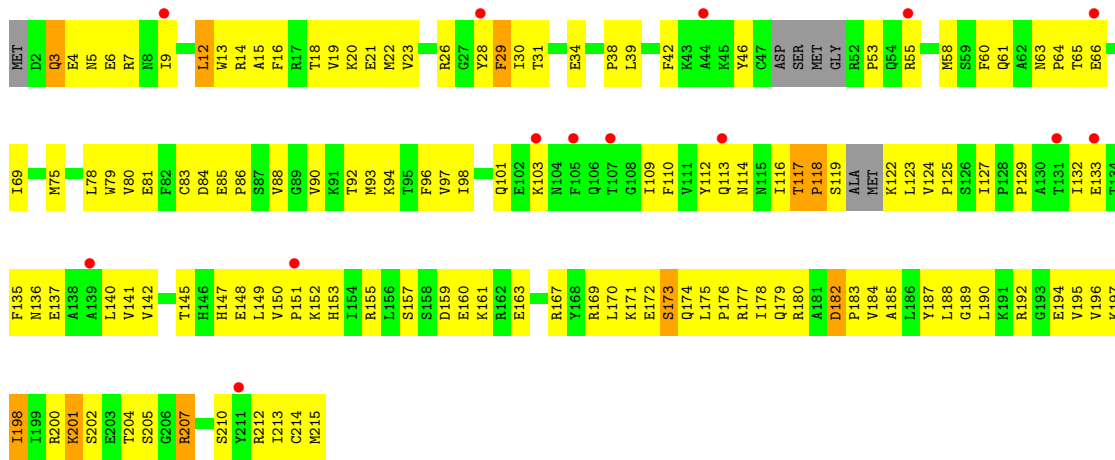 MET D2 Q3 E4 N5 E6 R7 N8 I9 L12 W13 R14 A15 F16 R17 T18 V19 K20 E21 M22 V23 R26 G27 Y28 F29 I30 T31 E34 P38 L39 F42 K43 A44 K45 Y46 C47 ASP SER MET GLY R52 P53 Q54 R55 M58 S59 F60 Q61 A62 N63 P64 T65 E66
I69 M75 L78 W79 V80 E81 F82 C83 D84 E85 P86 S87 V88 G89 V90 K91 T92 M93 K94 T95 F96 V97 I98 Q101 E102 K103 N104 F105 Q106 T107 G108 I109 F110 V111 Y112 Q113 N114 N115 I116 T117 P118 S119 ALA MET K122 L123 V124 P125 S126 I127 P128 P129 A130 T131 I132 E133 T134
F135 N136 E137 A138 A139 L140 V141 V142 T145 H146 H147 E148 L149 V150 P151 K152 H153 I154 R155 L156 S157 S158 D159 E160 K161 R162 E163 R167 Y168 R169 L170 K171 E172 S173 Q174 L175 P176 R177 I178 Q179 R180 A181 D182 P183 V184 A185 L186 Y187 L188 G189 L190 K191 R192 G193 E194 V195 V196 K197
I198 I199 R200 K201 S202 E203 T204 S205 G206 R207 S210 Y211 R212 I213 C214 M215